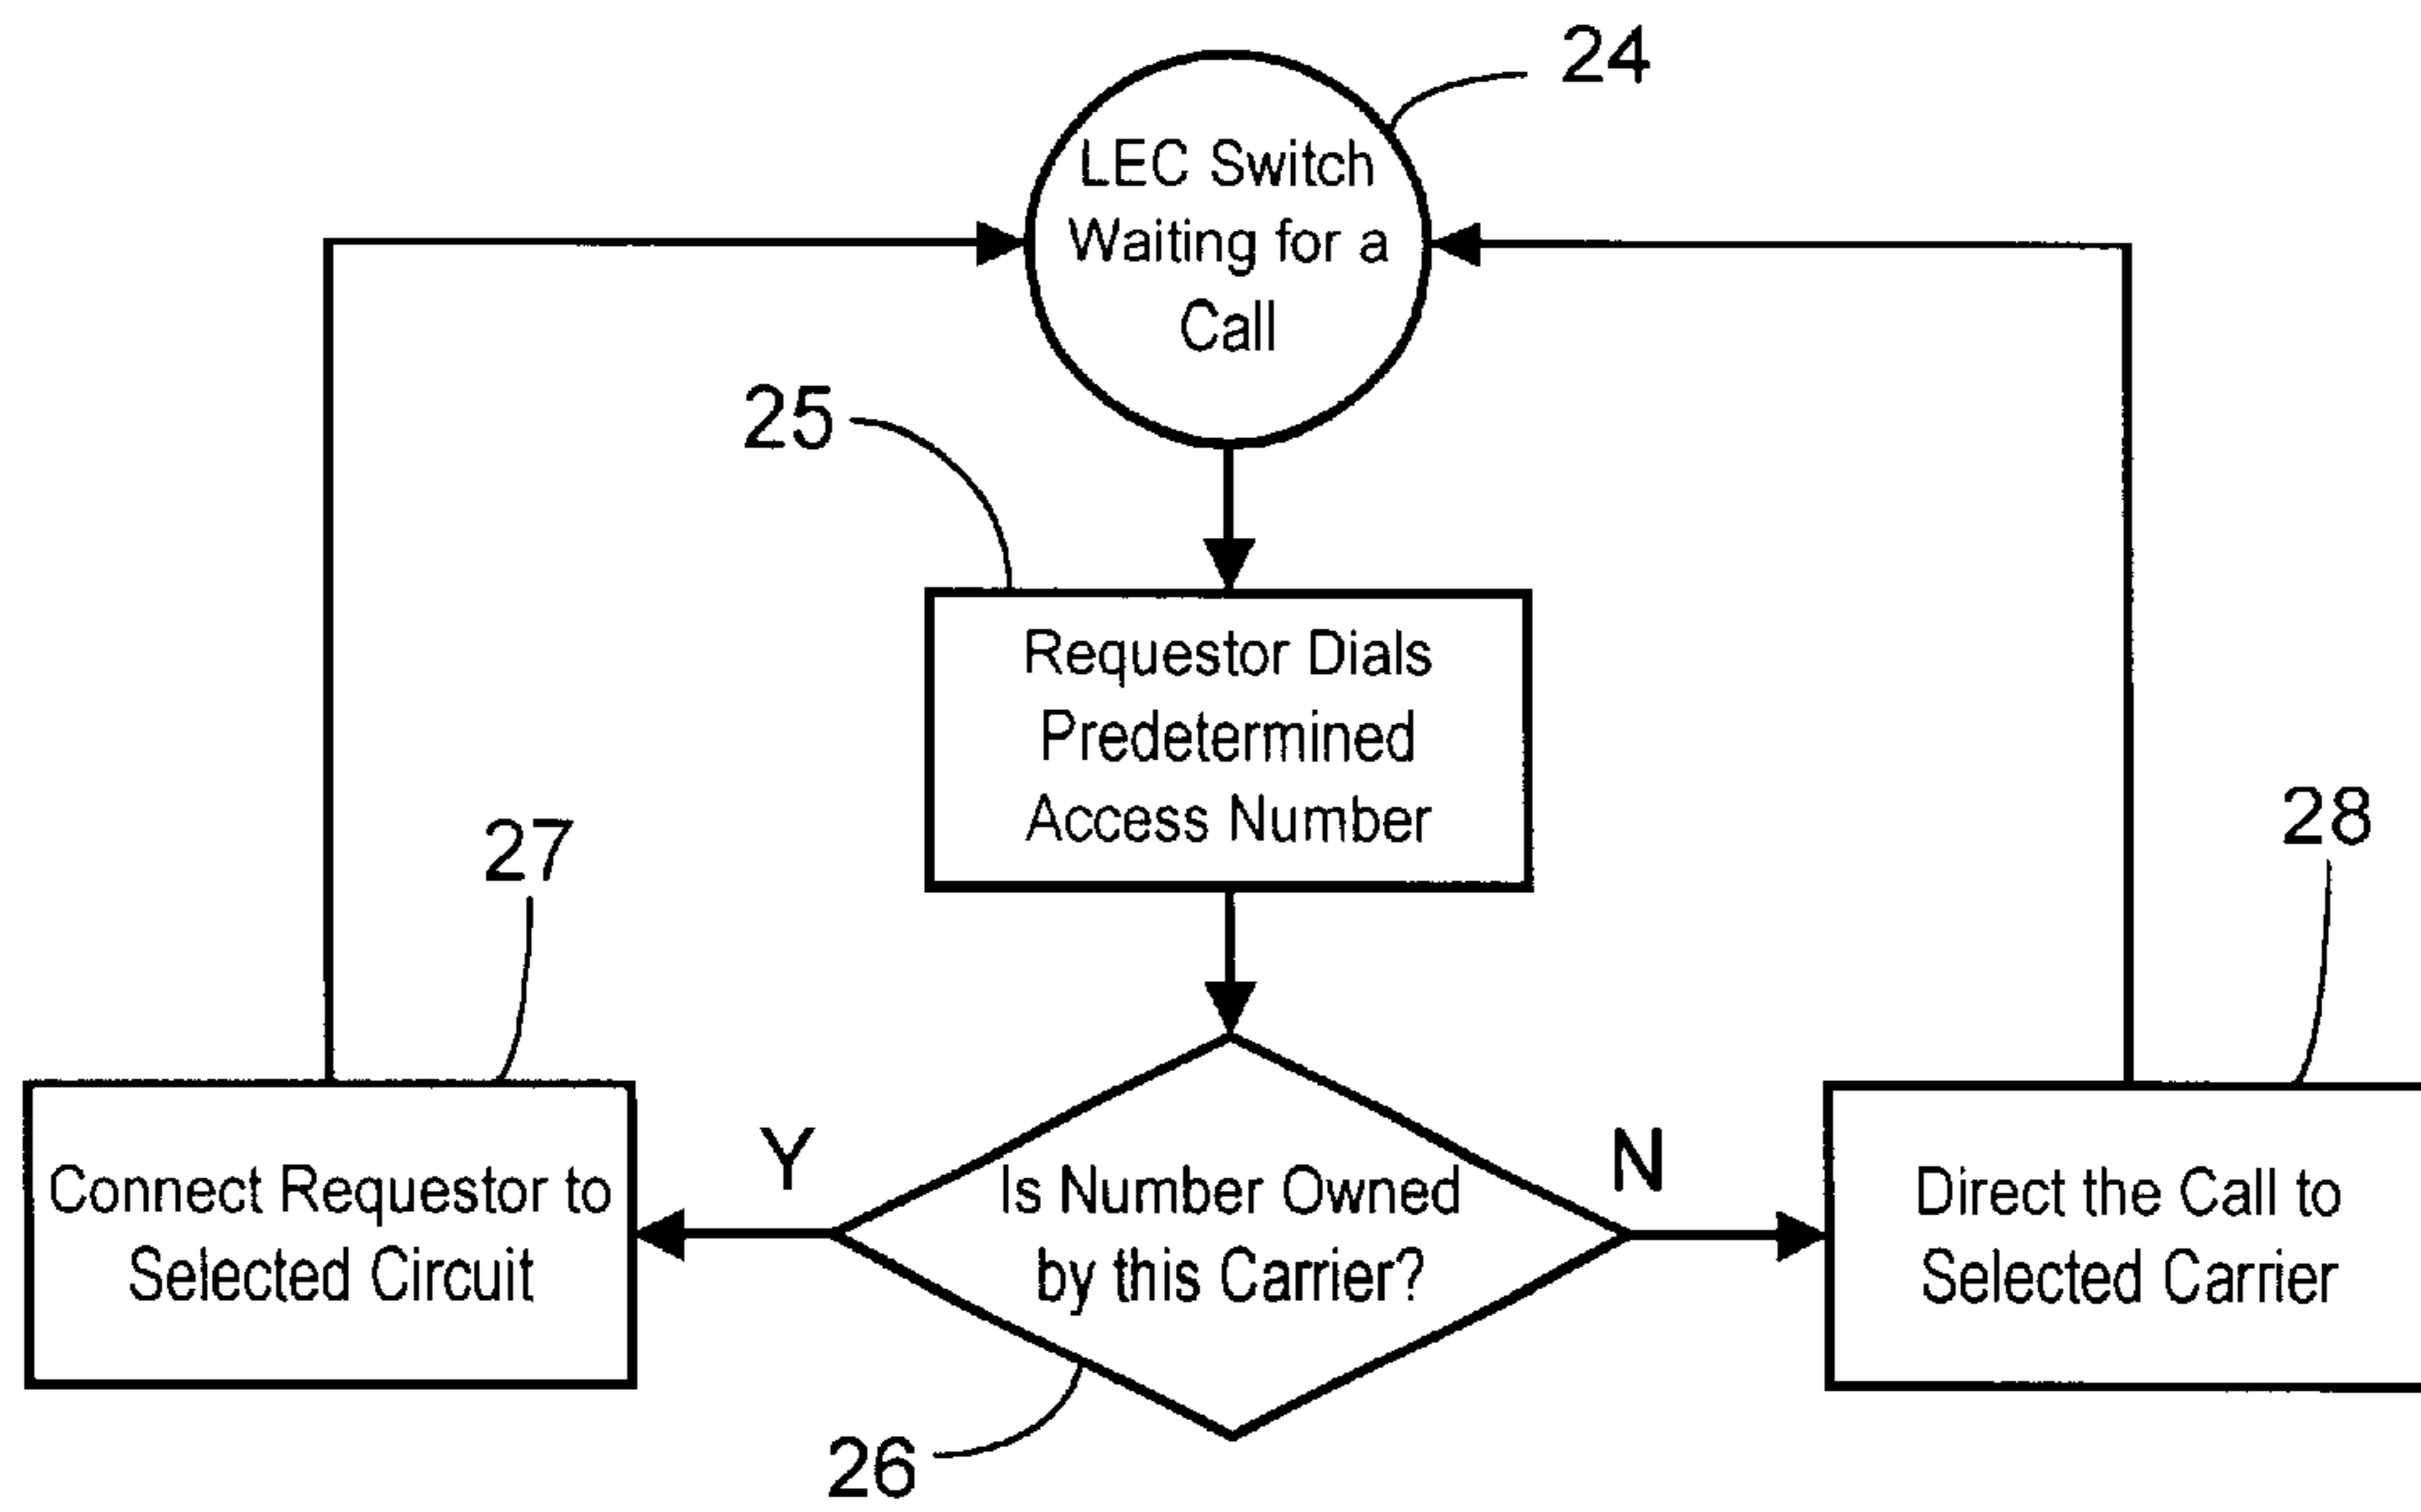 24
LEC Switch
Waiting for a
Call
25
Requestor Dials
Predetermined
Access Number
27
28
Y
N
Connect Requestor to
Selected Circuit
Is Number Owned
by this Carrier?
Direct the Call to
Selected Carrier
26